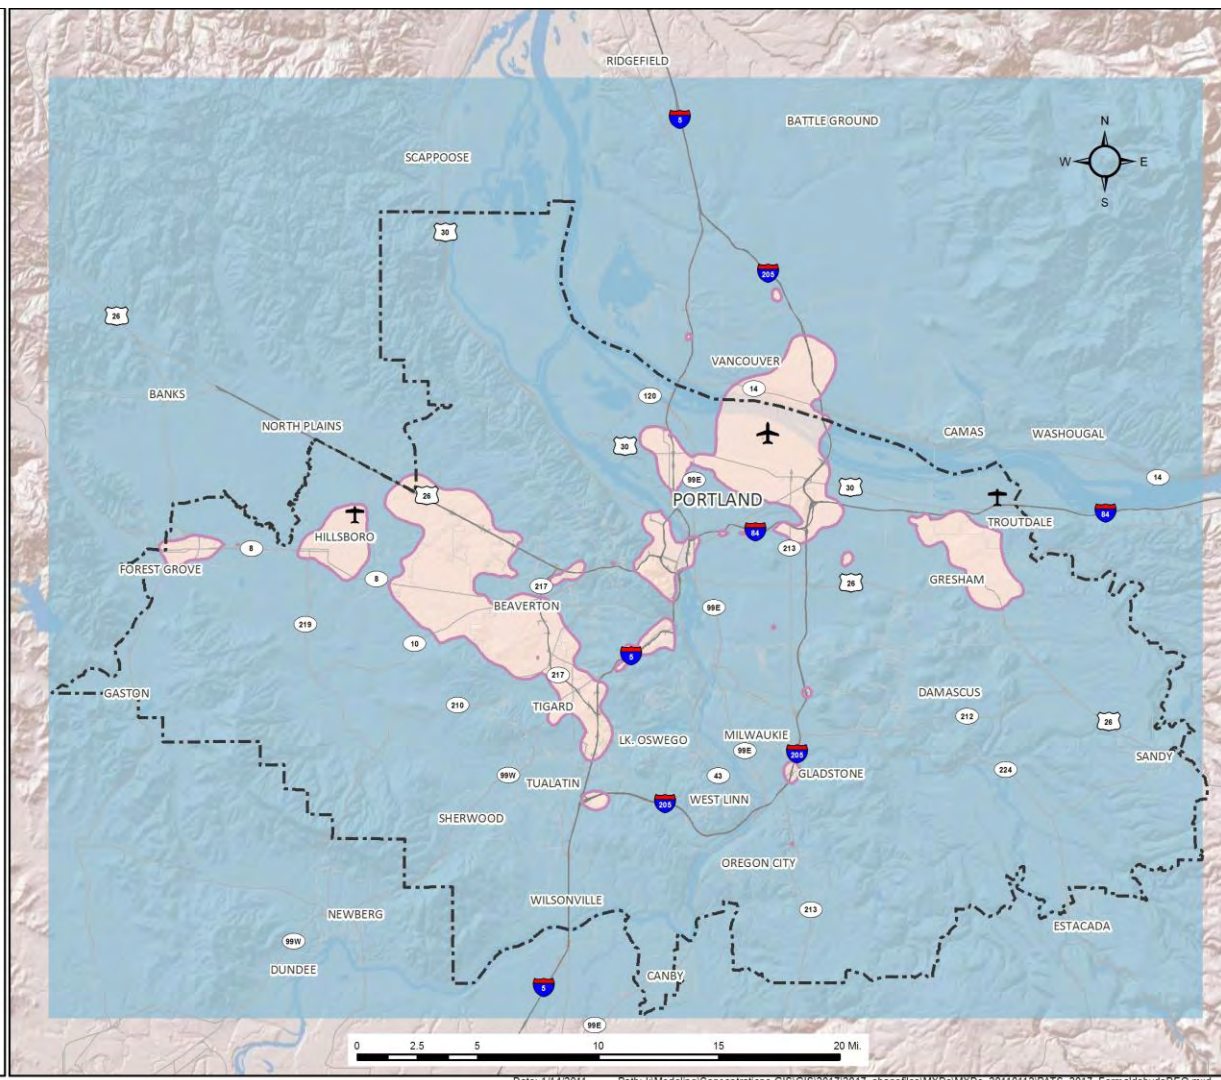 RIDGEFIELD
5
BATTLE GROUND
N
W E
S
SCAPPOOSE
30
205
26
VANCOUVER
14
120
BANKS
NORTH PLAINS
30
CAMAS
WASHOUGAL
14
99E
26
PORTLAND
30
84
TROUTDALE
84
HILLSBORO
8
213
FOREST GROVE
8
217
26
GRESHAM
BEAVERTON
99E
219
10
5
217
GASTON
210
TIGARD
DAMASCUS
212
26
LK. OSWEGO
MILWAUKIE
99E
205
SANDY
99W
TUALATIN
43
GLADSTONE
224
205
WEST LINN
SHERWOOD
OREGON CITY
WILSONVILLE
213
NEWBERG
99W
ESTACADA
DUNDEE
CANBY
5
99E
0 2.5 5 10 15 20 Mi.